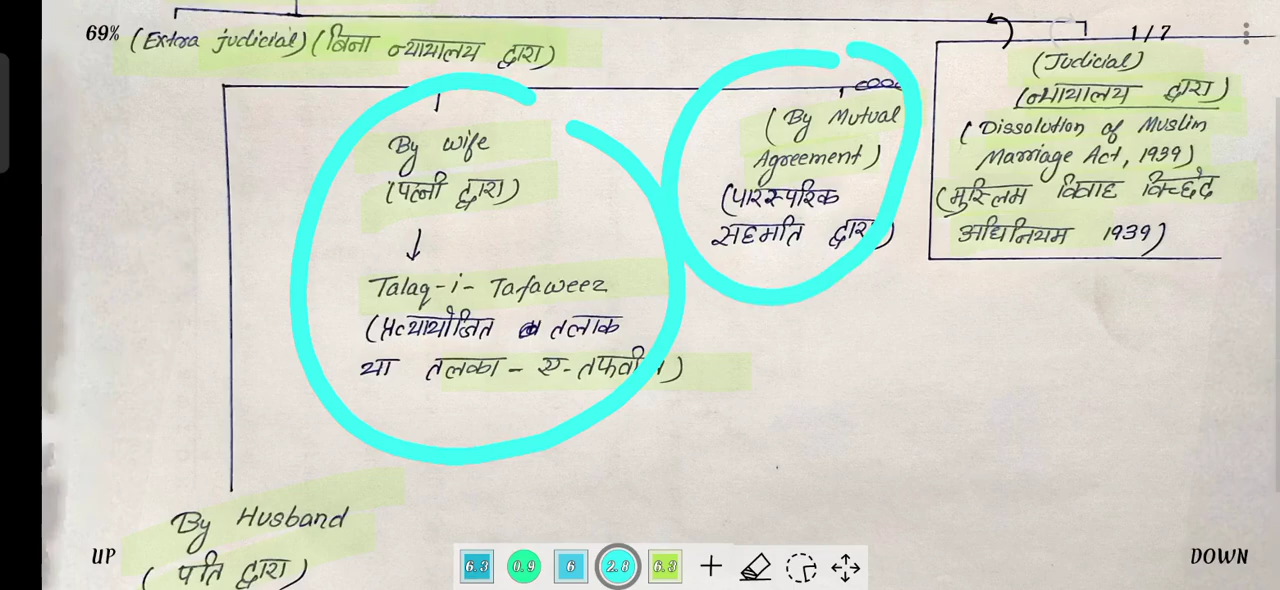 69%
(Extra judicial) (बिना न्यायालय द्वारा)
1/7
(Judicial)
(न्यायालय द्वारा)
(Dissolution of Muslim
Marriage Act, 1939)
(मुस्लिम विवाह विच्छेद
अधिनियम 1939)
By wife
(पत्नी द्वारा)
Talaq-i-Tafaweez
(प्रत्यायोजित तलाक
या तलका-ए-
(By Mutual
Agreement)
(पारस्परिक
सहमति द्वारा)
By Husband
(पति द्वारा)
UP
DOWN
6.3
0.9
6
2.8
6.3